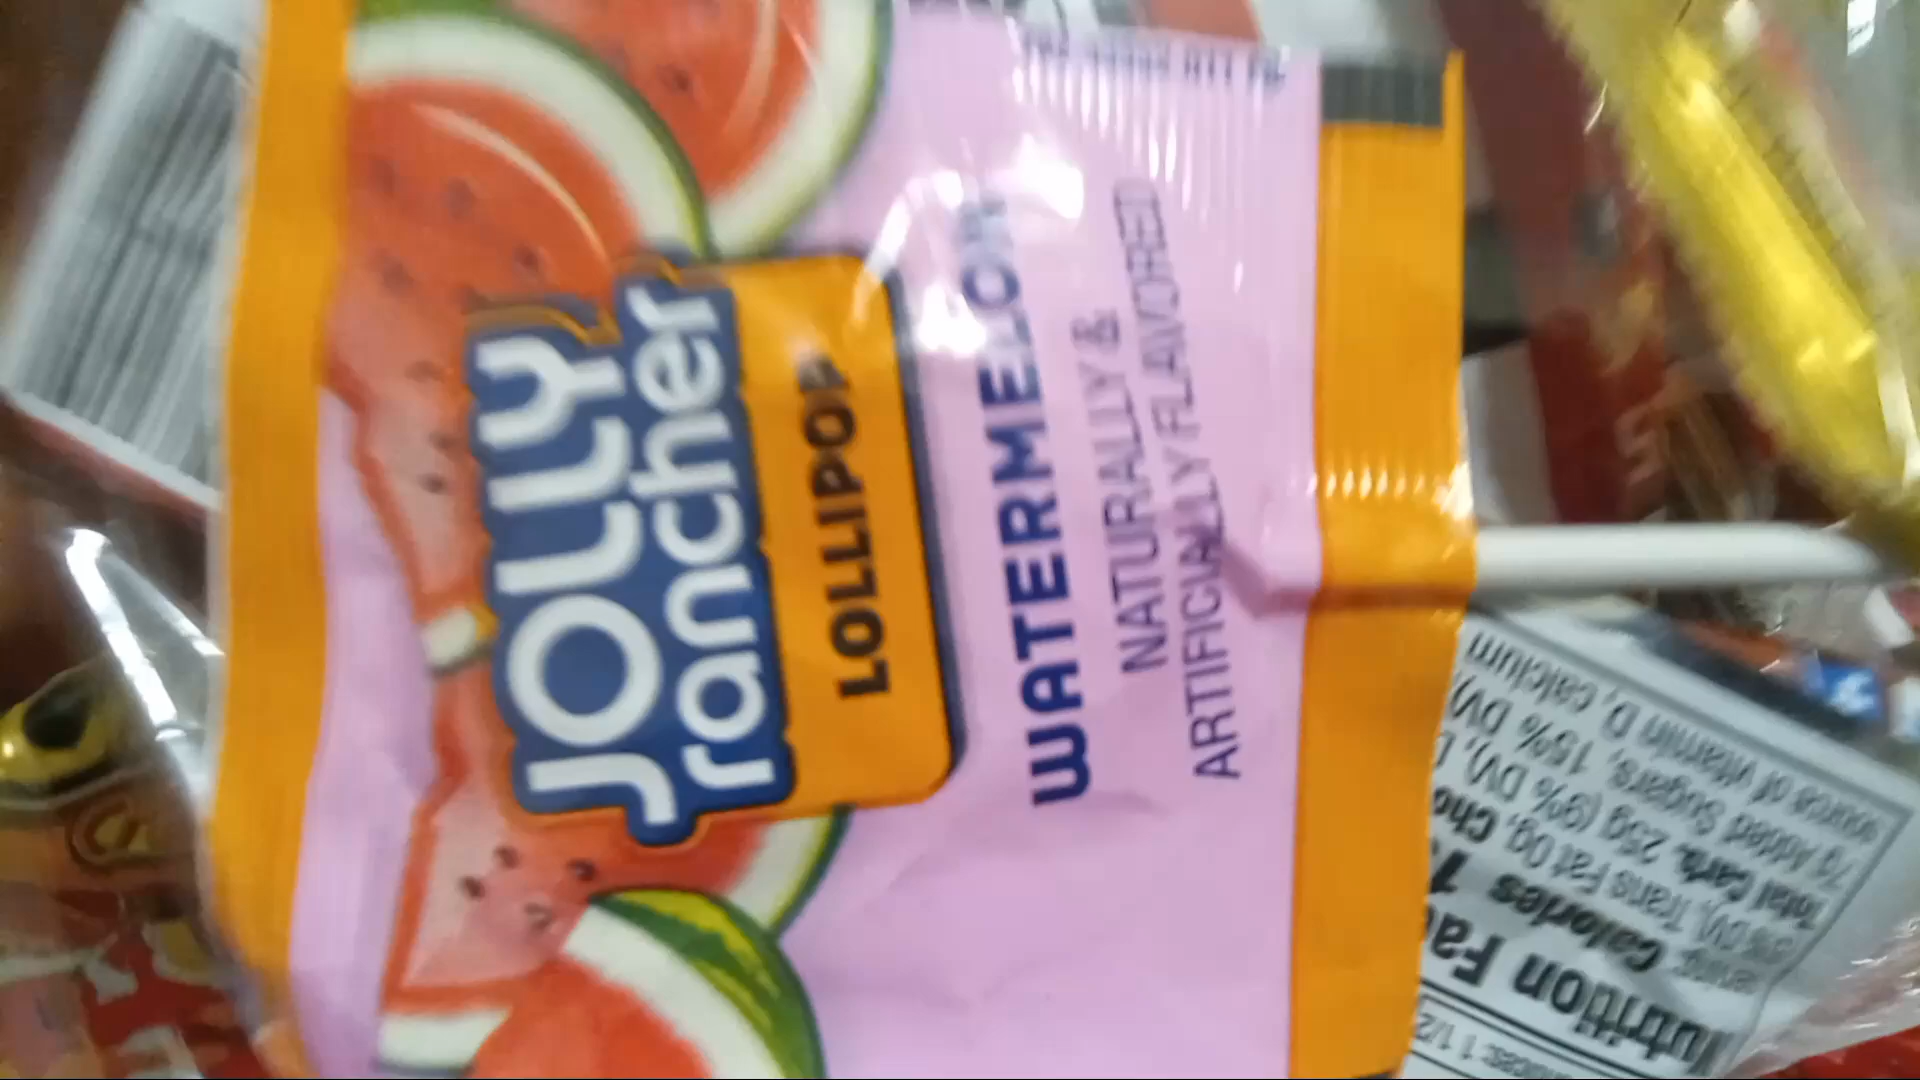 JOLLY
rancher
LOLLIPOP
WATERMELON
NATURALLY &
ARTIFICIALLY FLAVORED
Nutrition
Calories
Trans Fat 0g,
Total Carb. 25g (9% DV),
7g Added Sugars, 15% DV),
source of vitamin D, calcium